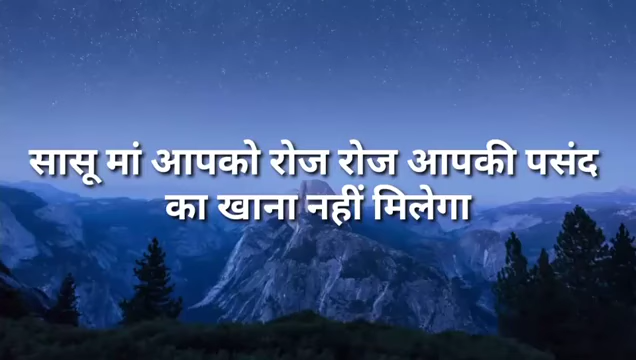 सासू मां आपको रोज रोज आपकी पसंद
का खाना नहीं मिलेगा